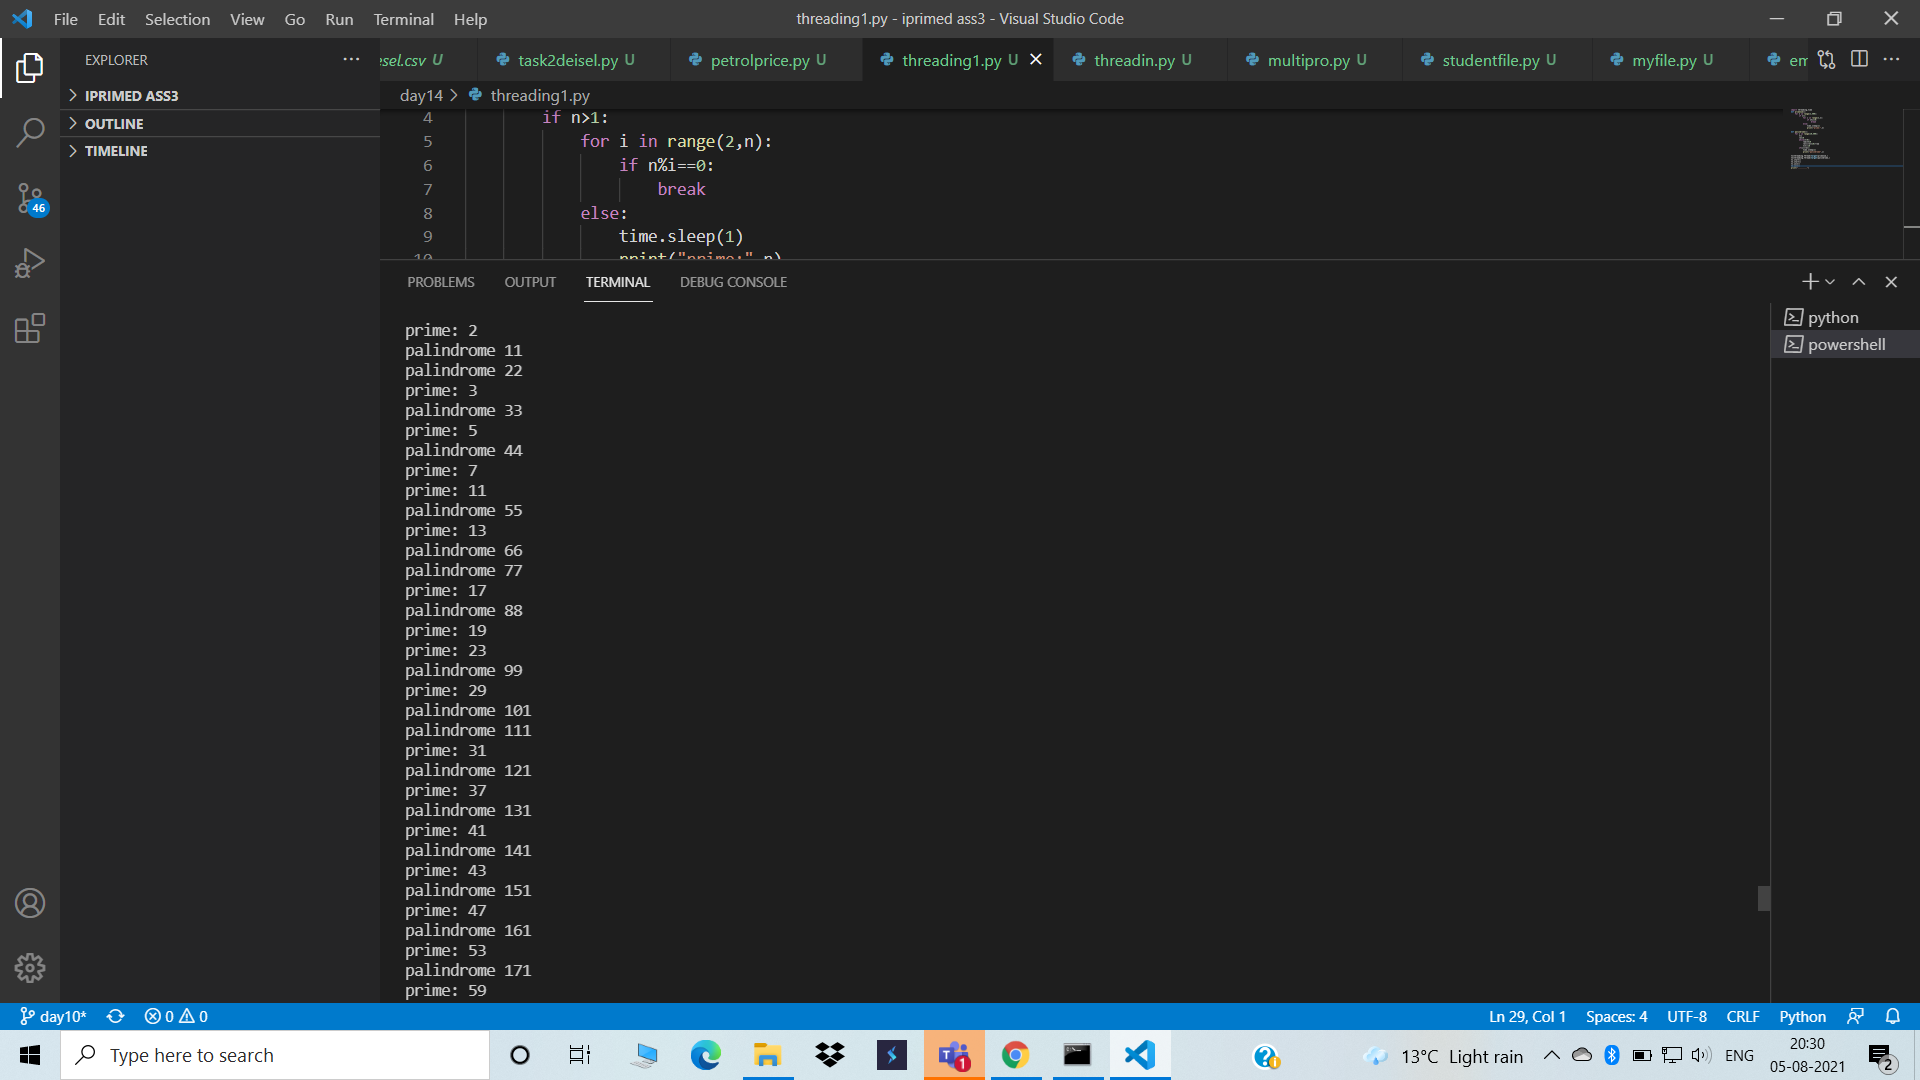 File Edit Selection View Go Run Terminal Help
threading1.py - iprimed ass3 - Visual Studio Code
EXPLORER
esel.csv U
task2deisel.py U
petrolprice.py U
threading1.py U
threadin.py U
multipro.py U
studentfile.py U
myfile.py U
em
IPRIMED ASS3
OUTLINE
TIMELINE
46
day14 > threading1.py
4 if n>1:
5 for i in range(2,n):
6 if n%i==0:
7 break
8 else:
9 time.sleep(1)
10 print("prime:",n)
PROBLEMS OUTPUT TERMINAL DEBUG CONSOLE
python
powershell
prime: 2
palindrome 11
palindrome 22
prime: 3
palindrome 33
prime: 5
palindrome 44
prime: 7
prime: 11
palindrome 55
prime: 13
palindrome 66
palindrome 77
prime: 17
palindrome 88
prime: 19
prime: 23
palindrome 99
prime: 29
palindrome 101
palindrome 111
prime: 31
palindrome 121
prime: 37
palindrome 131
prime: 41
palindrome 141
prime: 43
palindrome 151
prime: 47
palindrome 161
prime: 53
palindrome 171
prime: 59
day10* 0 0
Ln 29, Col 1 Spaces: 4 UTF-8 CRLF Python
Type here to search
T 1
13°C Light rain
ENG
20:30
05-08-2021
2